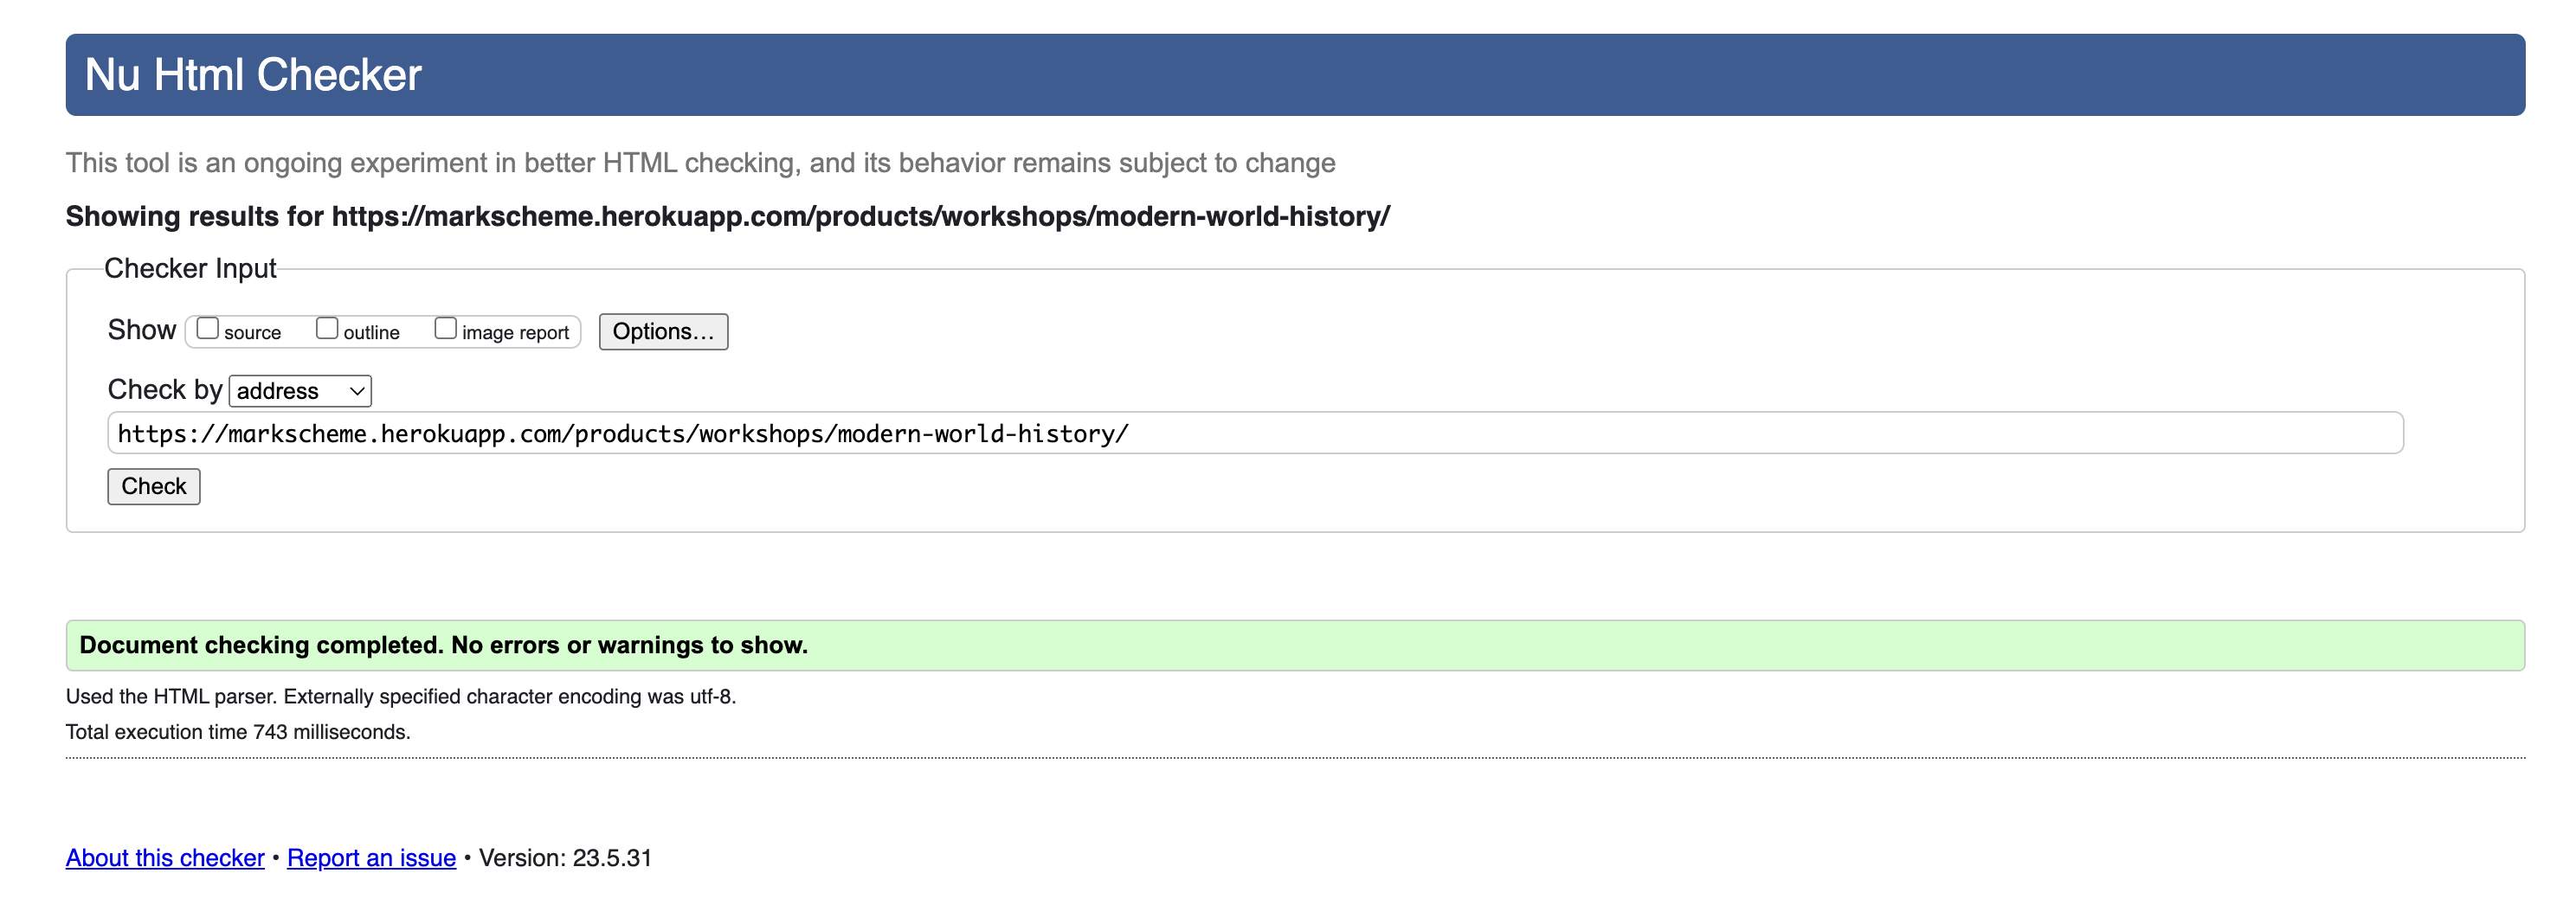 Nu Html Checker
This tool is an ongoing experiment in better HTML checking, and its behavior remains subject to change
Showing results for https://markscheme.herokuapp.com/products/workshops/modern-world-history/
Checker Input
Show source outline image report Options...
Check by address
https://markscheme.herokuapp.com/products/workshops/modern-world-history/
Check
Document checking completed. No errors or warnings to show.
Used the HTML parser. Externally specified character encoding was utf-8.
Total execution time 743 milliseconds.
About this checker • Report an issue • Version: 23.5.31